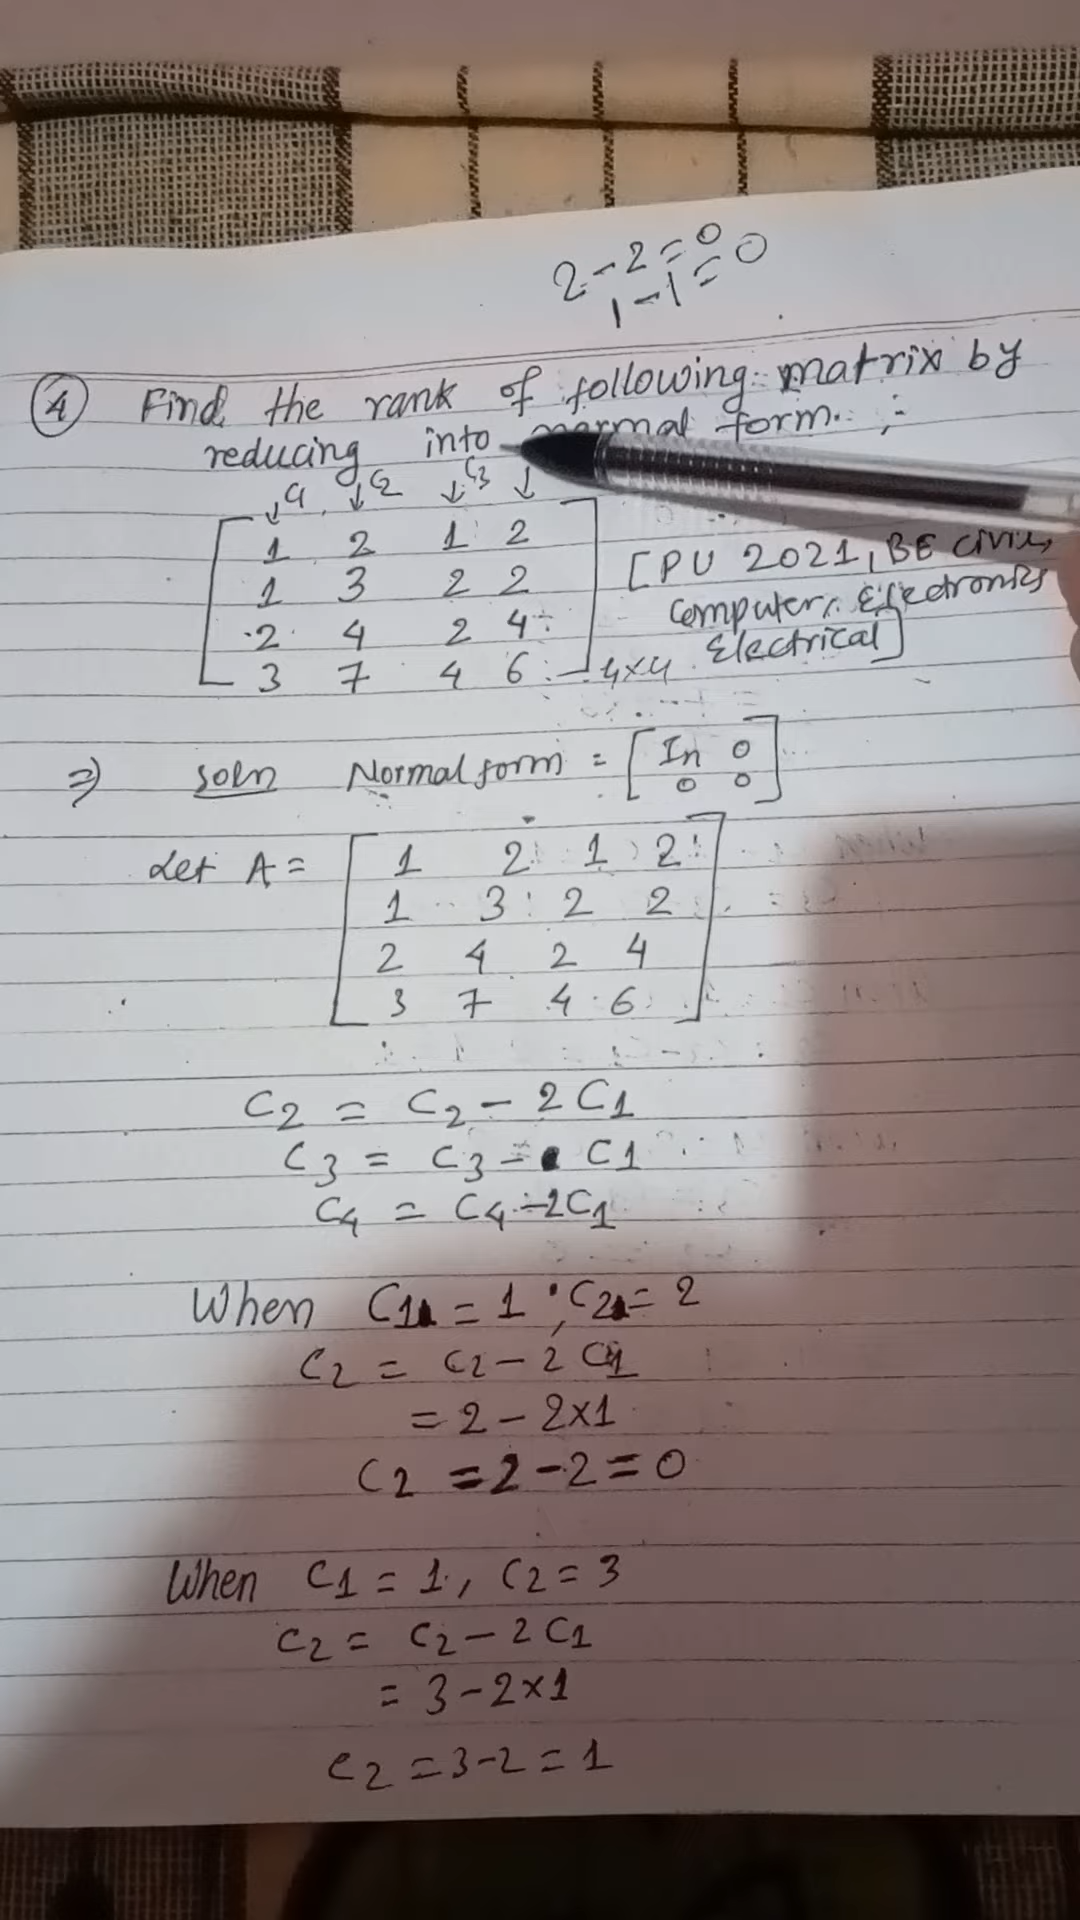 2-2=0
1-1=0
④ Find the rank of following matrix by
reducing into normal form. :-
↓C1 ↓C2 ↓C3 ↓
1 2 1 2
1 3 2 2 [PU 2021, BE Civil,
2 4 2 4 Computer, Electronics
3 7 4 6 4×4 Electrical]
⇒ Soln Normal form = [In 0
0 0]
Let A = 1 2 1 2
1 3 2 2
2 4 2 4
3 7 4 6
C2 = C2 - 2C1
C3 = C3 - C1
C4 = C4 - 2C1
When C1 = 1, C2 = 2
C2 = C2 - 2C1
= 2 - 2×1
C2 = 2-2 = 0
When C1 = 1, C2 = 3
C2 = C2 - 2C1
= 3 - 2×1
C2 = 3-2 = 1